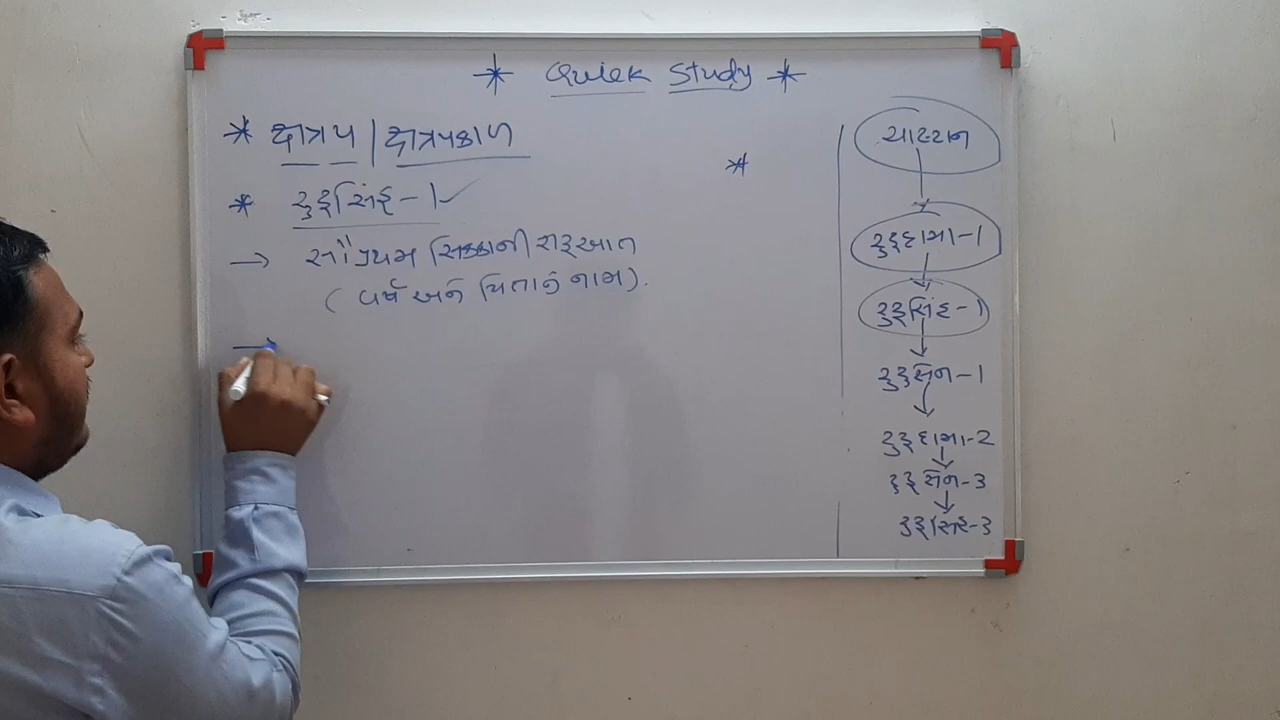 * Quick Study *
* ક્ષત્રપ | ક્ષત્રપકાળ
* રુદ્રસિંહ - 1 ✓
→ સૌપ્રથમ સિક્કાની શરૂઆત
( વર્ષ અને પિતાનું નામ ).
→
*
ચાષ્ટાન
↓
રુદ્રદામા - 1
↓
રુદ્રસિંહ - 1
↓
રુદ્રસેન - 1
↓
રુદ્રદામા - 2
↓
રુદ્રસેન - 3
↓
રુદ્રસિંહ - 3